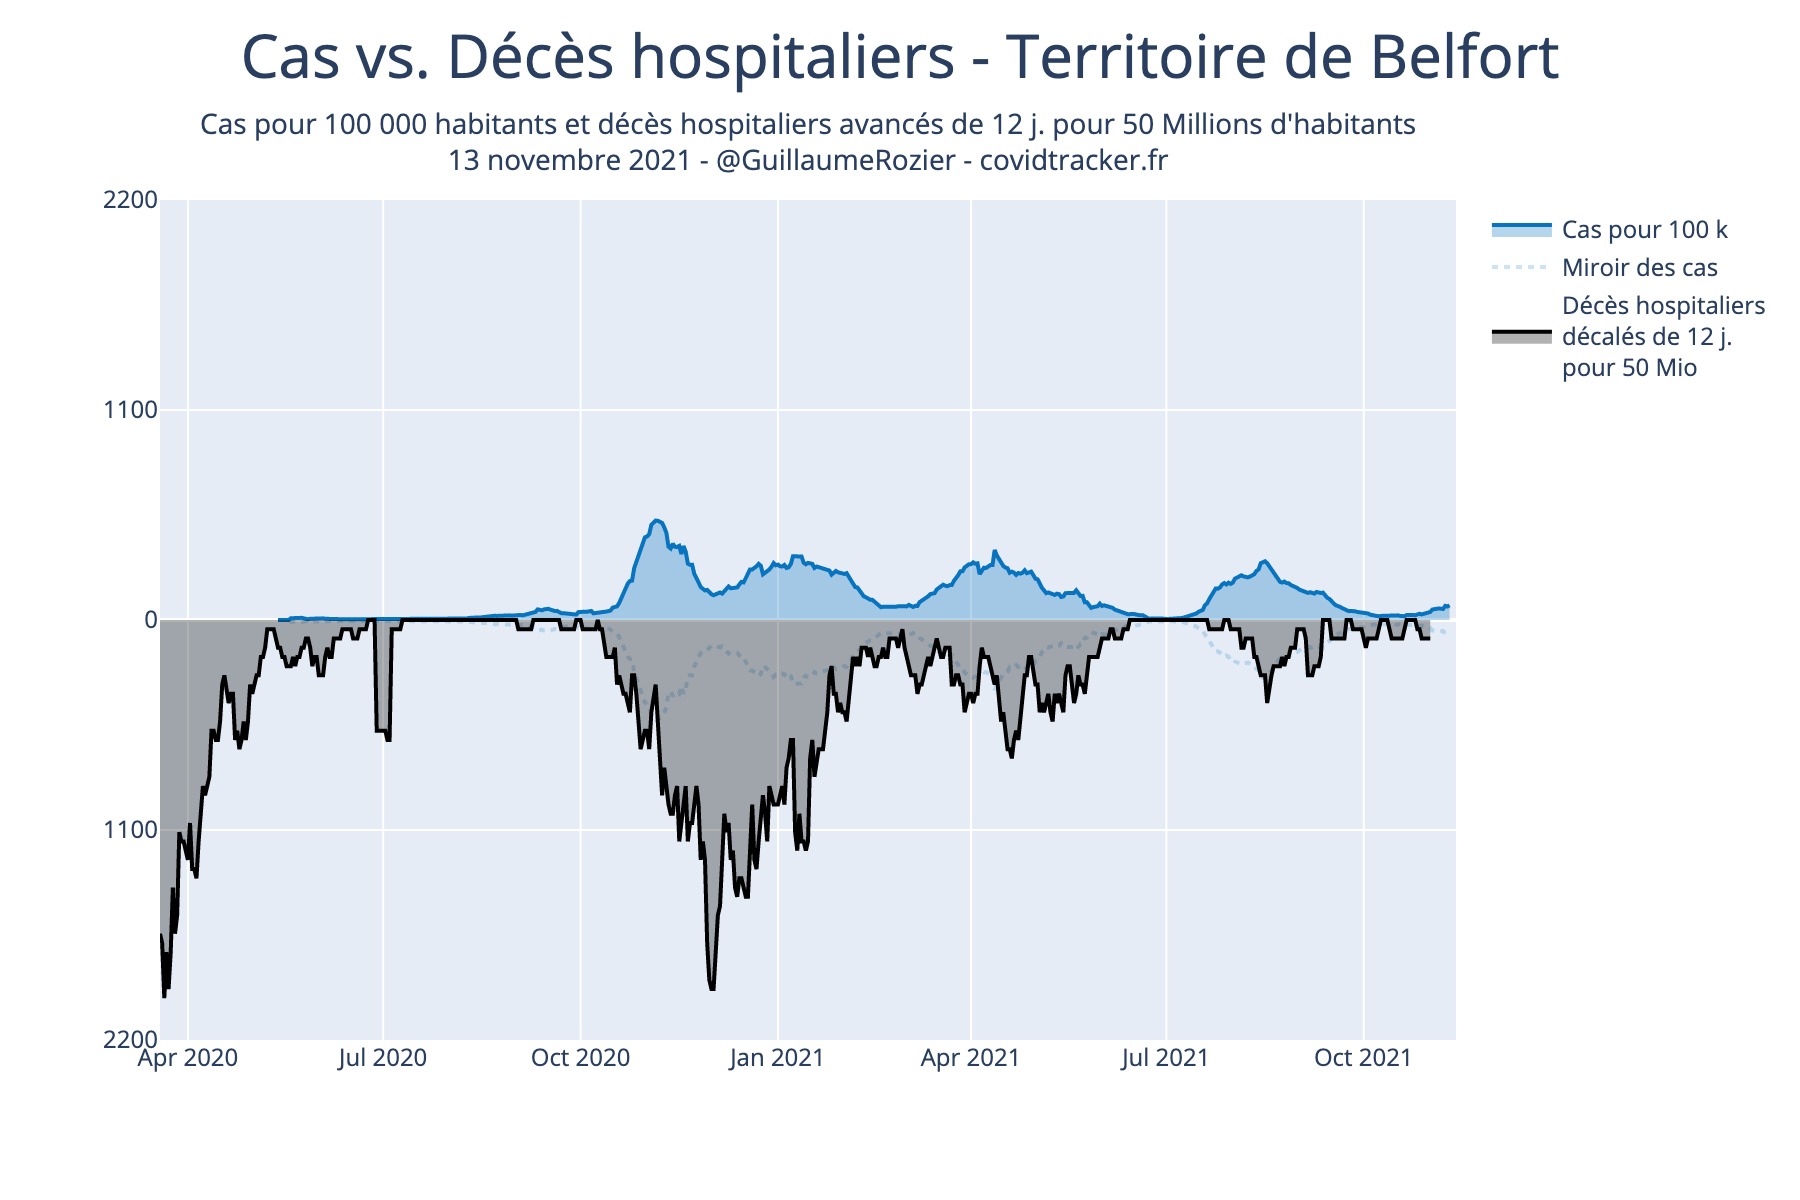 Cas vs. Décès hospitaliers - Territoire de Belfort
Cas pour 100 000 habitants et décès hospitaliers avancés de 12 j. pour 50 Millions d'habitants
13 novembre 2021 - @GuillaumeRozier - covidtracker.fr
2200
1100
0
1100
2200
Apr 2020
Jul 2020
Oct 2020
Jan 2021
Apr 2021
Jul 2021
Oct 2021
Cas pour 100 k
Miroir des cas
Décès hospitaliers
décalés de 12 j.
pour 50 Mio